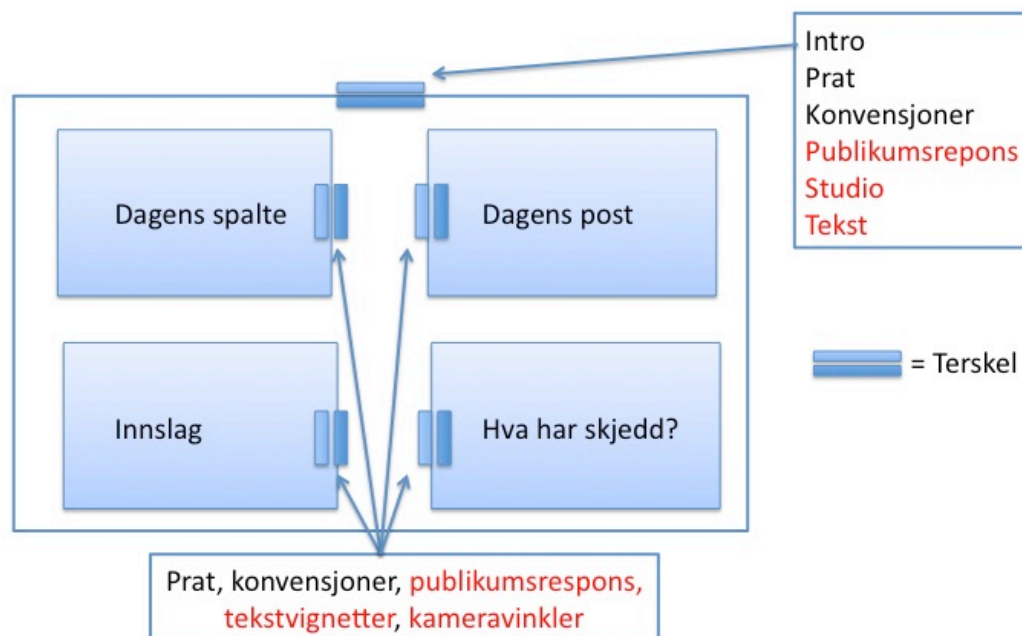 Intro
Prat
Konvensjoner
Publikumsrepons
Studio
Tekst
Dagens spalte
Dagens post
Innslag
Hva har skjedd?
= Terskel
Prat, konvensjoner, publikumsrespons,
tekstvignetter, kameravinkler